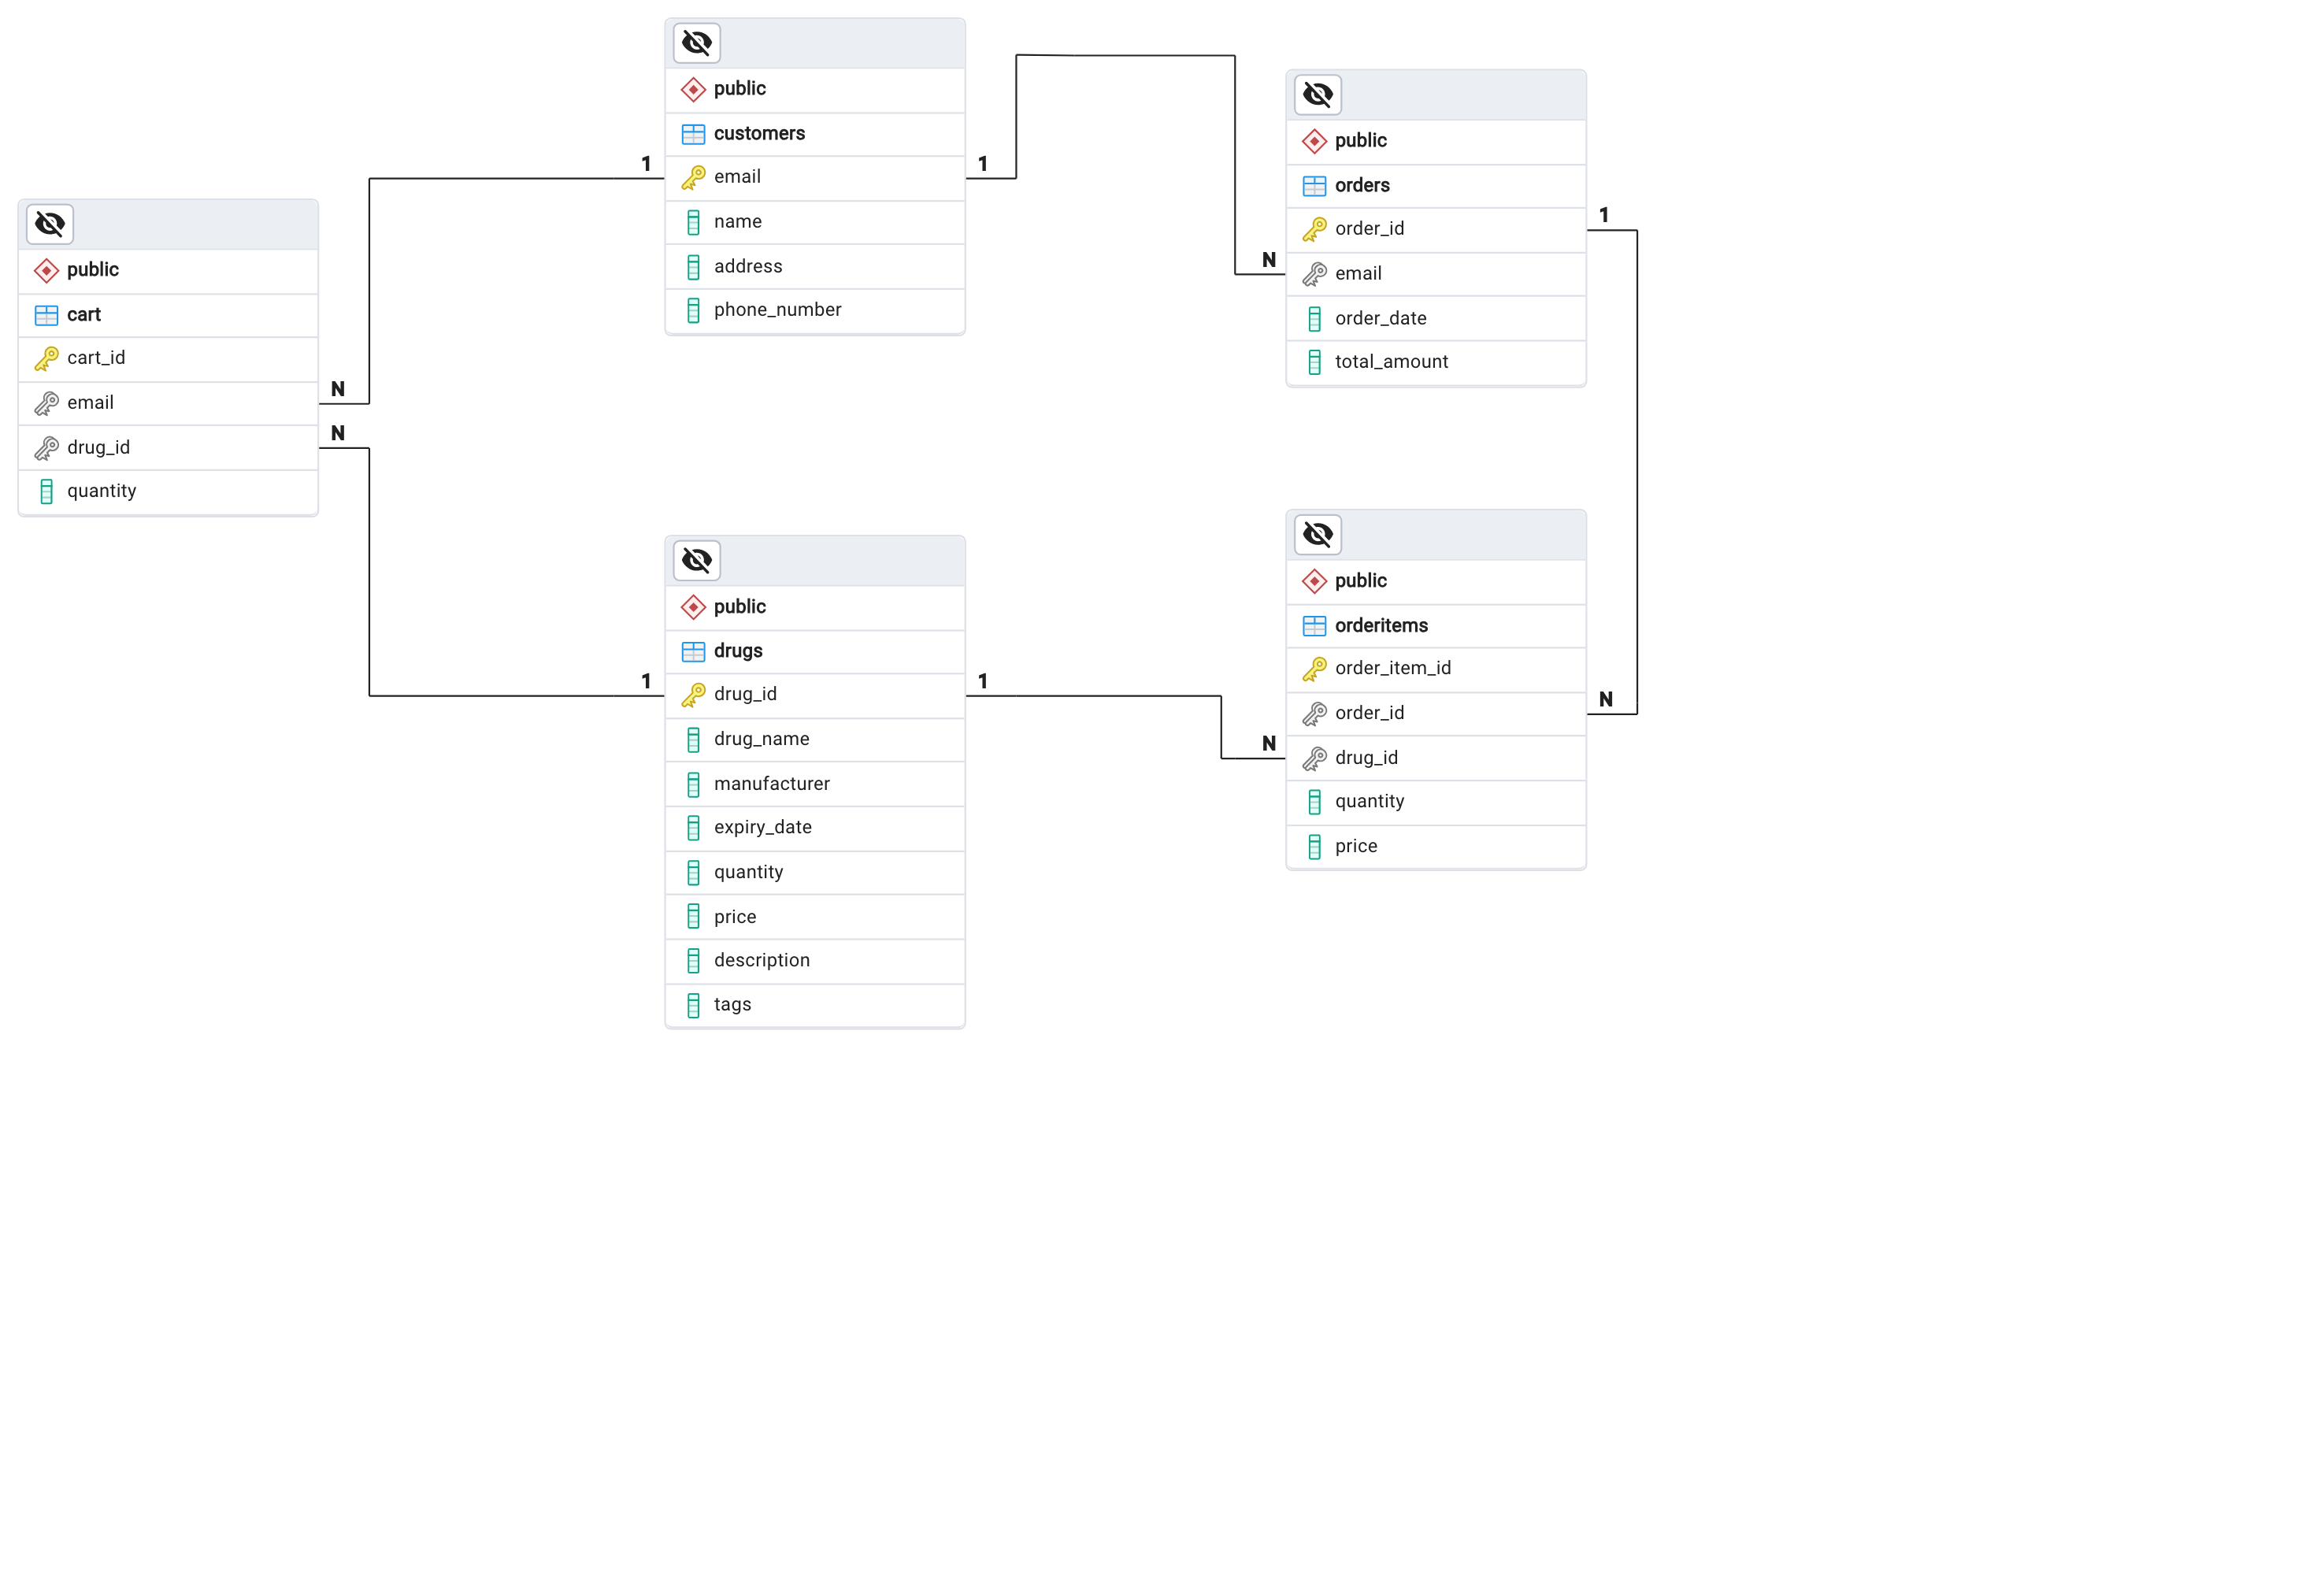 public
cart
cart_id
email
drug_id
quantity
N
N
1
1
public
customers
email
name
address
phone_number
1
1
public
drugs
drug_id
drug_name
manufacturer
expiry_date
quantity
price
description
tags
N
1
public
orders
order_id
email
order_date
total_amount
N
N
public
orderitems
order_item_id
order_id
drug_id
quantity
price